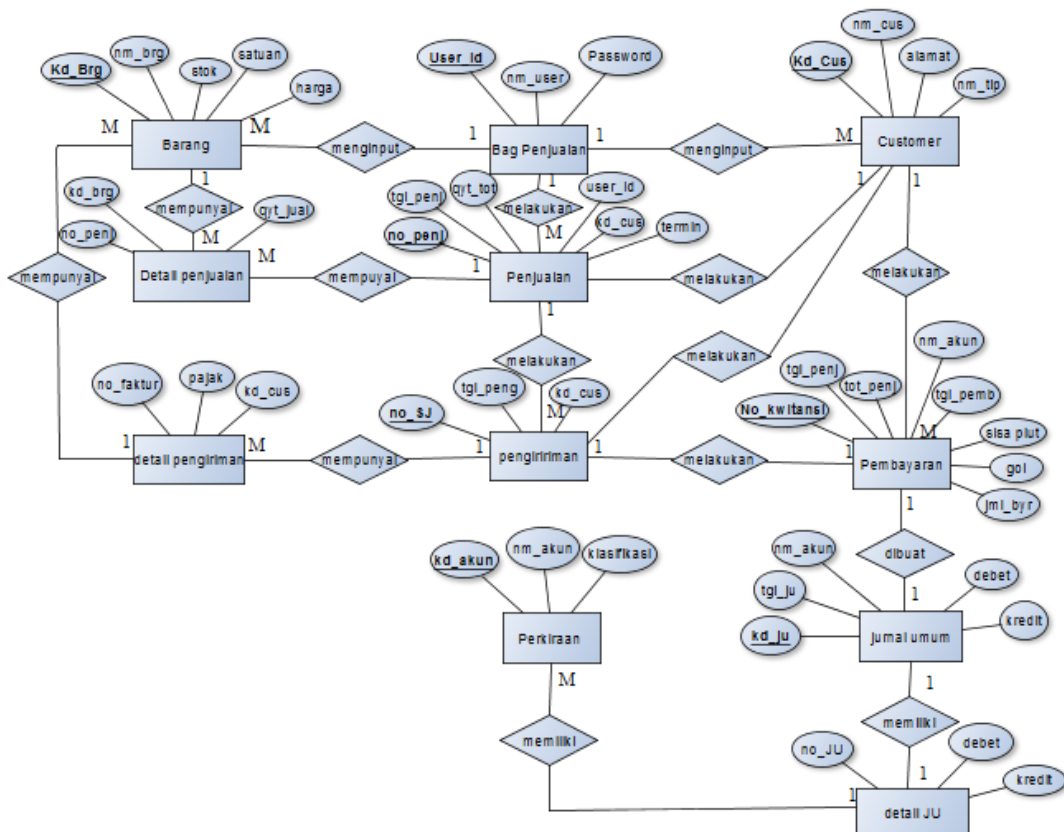 nm_cus
nm_brg
satuan
User_Id
Password
Kd_Brg
stok
nm_user
Kd_Cus
alamat
harga
nm_tlp
M
M
1
1
M
Barang
menginput
Bag Penjualan
menginput
Customer
1
1
1
1
kd_brg
mempunyai
qyt_jual
tgl_penj
qyt_tot
melakukan
user_id
kd_cus
termin
no_penj
M
no_penj
M
M
1
mempunyai
Detail penjualan
mempuyai
Penjualan
melakukan
melakukan
1
nm_akun
no_faktur
pajak
kd_cus
tgl_peng
melakukan
kd_cus
melakukan
tgl_penj
tot_penj
tgl_pemb
no_SJ
M
No_kwitansi
M
sisa piut
1
M
1
1
1
detail pengiriman
mempunyai
pengiririman
melakukan
Pembayaran
gol
jml_byr
1
kd_akun
nm_akun
klasifikasi
nm_akun
dibuat
debet
tgl_ju
1
kredit
Perkiraan
kd_ju
jurnal umum
M
1
memiliki
memiliki
no_JU
debet
1
kredit
1
detail JU